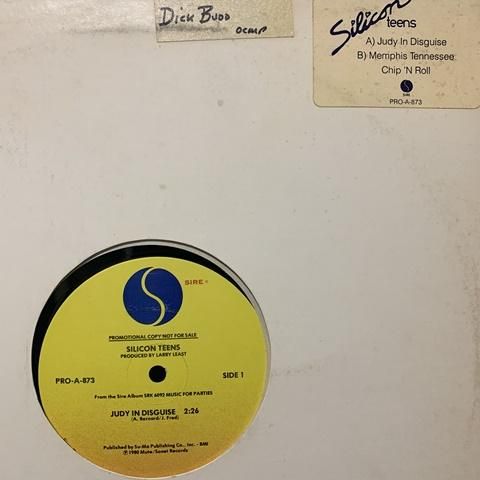 Dick Budd
OCMP
Silicon
teens
A) Judy In Disguise
B) Memphis Tennessee
Chip 'N Roll
SIRE
PRO-A-873
S
SIRE
PROMOTIONAL COPY NOT FOR SALE
SILICON TEENS
PRODUCED BY LARRY LEAST
PRO-A-873
SIDE 1
From the Sire Album SRK 6092 MUSIC FOR PARTIES
JUDY IN DISGUISE 2:26
(A. Bernard/J. Fred)
Published by Su-Ma Publishing Co., Inc. - BMI
Ⓟ 1980 Mute/Sonet Records